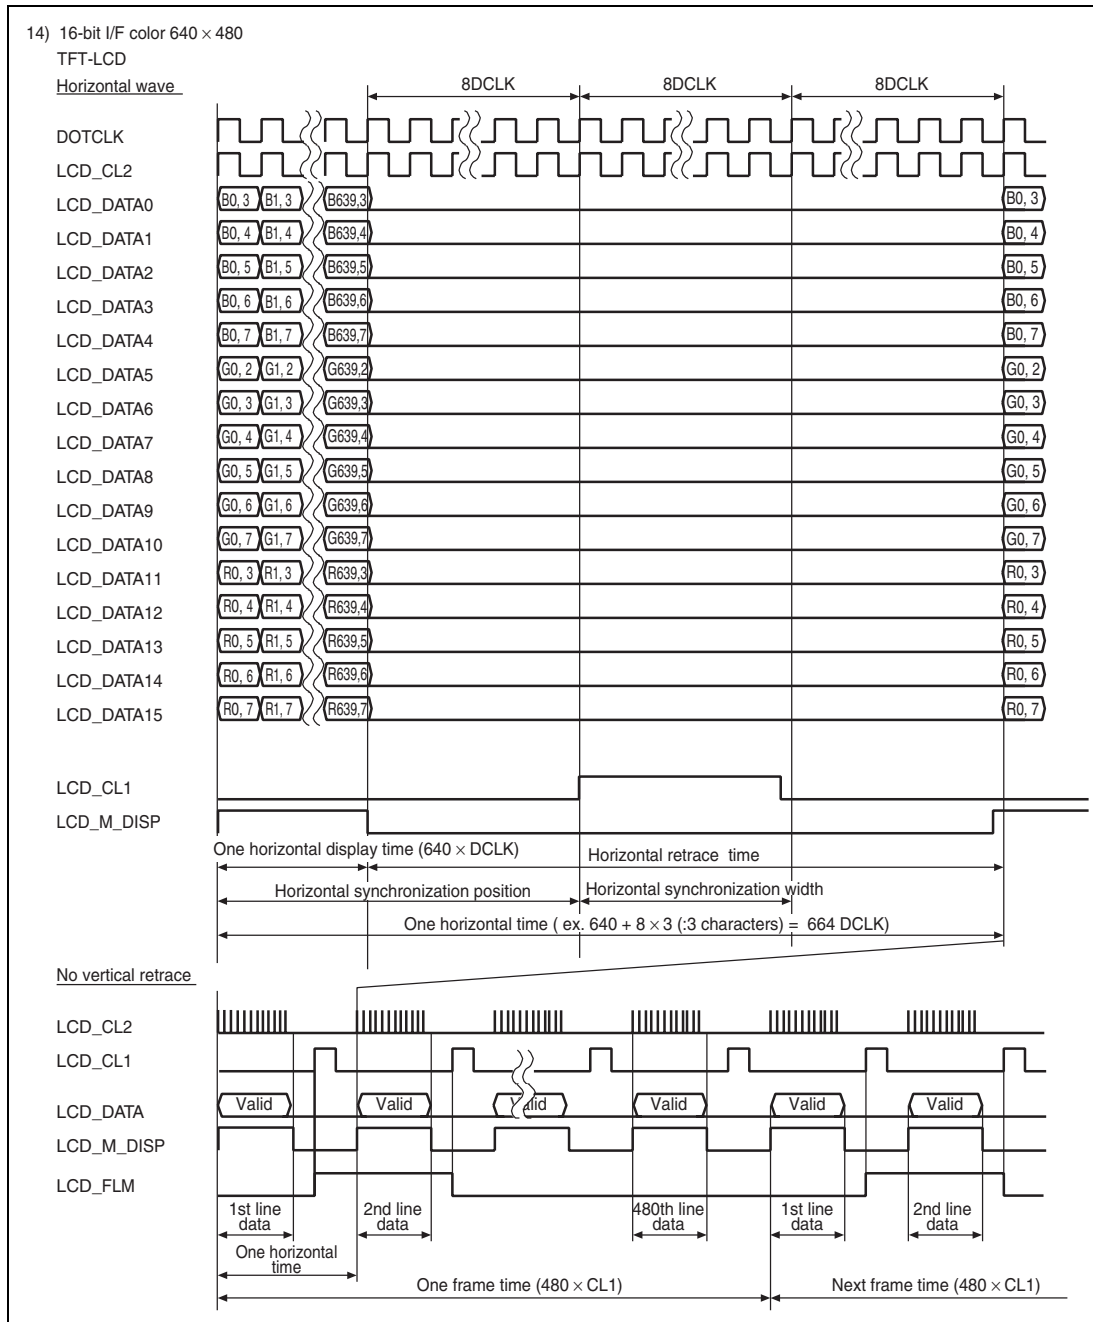 14) 16-bit I/F color 640 × 480
TFT-LCD
Horizontal wave
8DCLK 8DCLK 8DCLK
DOTCLK
LCD_CL2
LCD_DATA0 B0, 3 B1, 3 B639,3 B0, 3
LCD_DATA1 B0, 4 B1, 4 B639,4 B0, 4
LCD_DATA2 B0, 5 B1, 5 B639,5 B0, 5
LCD_DATA3 B0, 6 B1, 6 B639,6 B0, 6
LCD_DATA4 B0, 7 B1, 7 B639,7 B0, 7
LCD_DATA5 G0, 2 G1, 2 G639,2 G0, 2
LCD_DATA6 G0, 3 G1, 3 G639,3 G0, 3
LCD_DATA7 G0, 4 G1, 4 G639,4 G0, 4
LCD_DATA8 G0, 5 G1, 5 G639,5 G0, 5
LCD_DATA9 G0, 6 G1, 6 G639,6 G0, 6
LCD_DATA10 G0, 7 G1, 7 G639,7 G0, 7
LCD_DATA11 R0, 3 R1, 3 R639,3 R0, 3
LCD_DATA12 R0, 4 R1, 4 R639,4 R0, 4
LCD_DATA13 R0, 5 R1, 5 R639,5 R0, 5
LCD_DATA14 R0, 6 R1, 6 R639,6 R0, 6
LCD_DATA15 R0, 7 R1, 7 R639,7 R0, 7
LCD_CL1
LCD_M_DISP
One horizontal display time (640 × DCLK) Horizontal retrace time
Horizontal synchronization position Horizontal synchronization width
One horizontal time ( ex. 640 + 8 × 3 (:3 characters) = 664 DCLK)
No vertical retrace
LCD_CL2
LCD_CL1
LCD_DATA Valid Valid Valid Valid Valid Valid
LCD_M_DISP
LCD_FLM
1st line data 2nd line data 480th line data 1st line data 2nd line data
One horizontal time
One frame time (480 × CL1) Next frame time (480 × CL1)